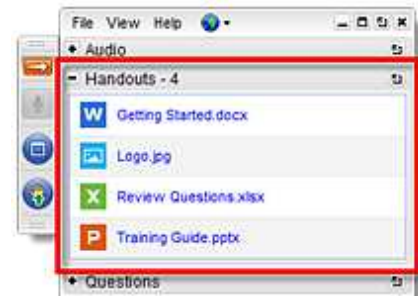 File View Help
+ Audio
- Handouts - 4
W Getting Started.docx
Logo.jpg
X Review Questions.xlsx
P Training Guide.pptx
+ Questions